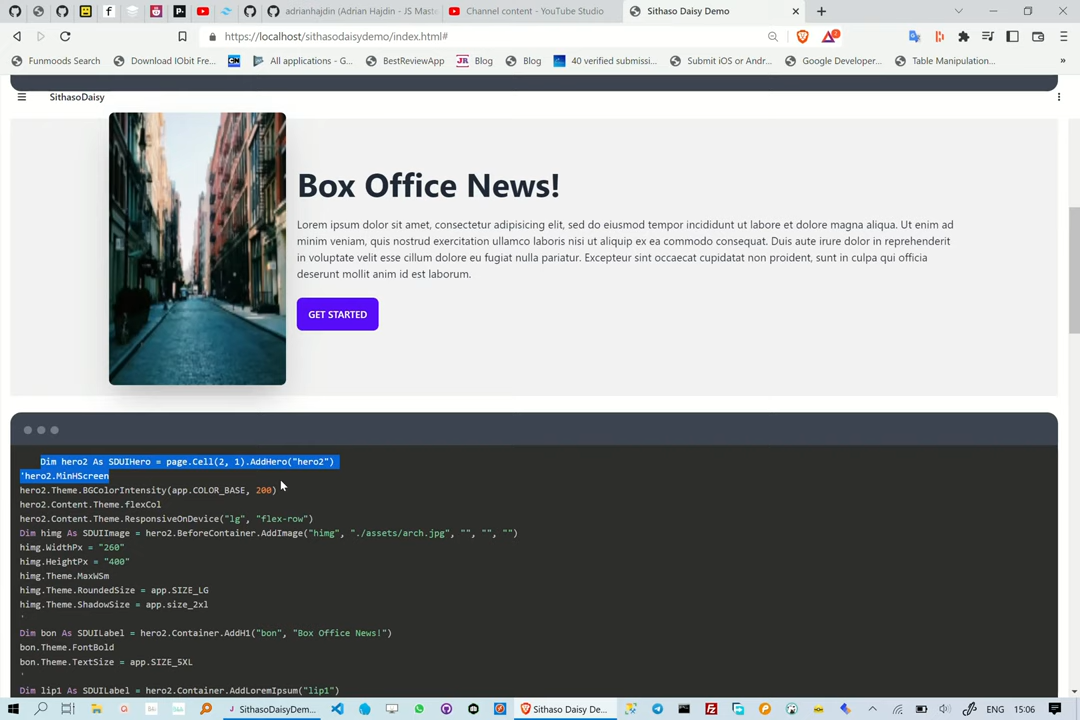 adrianhajdin (Adrian Hajdin - JS Maste
Channel content - YouTube Studio
Sithaso Daisy Demo
https://localhost/sithasodaisydemo/index.html#
Funmoods Search
Download IObit Fre...
All applications - G...
BestReviewApp
Blog
Blog
40 verified submissi...
Submit iOS or Andr...
Google Developer...
Table Manipulation...
SithasoDaisy
Box Office News!
Lorem ipsum dolor sit amet, consectetur adipisicing elit, sed do eiusmod tempor incididunt ut labore et dolore magna aliqua. Ut enim ad
minim veniam, quis nostrud exercitation ullamco laboris nisi ut aliquip ex ea commodo consequat. Duis aute irure dolor in reprehenderit
in voluptate velit esse cillum dolore eu fugiat nulla pariatur. Excepteur sint occaecat cupidatat non proident, sunt in culpa qui officia
deserunt mollit anim id est laborum.
GET STARTED
Dim hero2 As SDUIHero = page.Cell(2, 1).AddHero("hero2")
'hero2.MinHScreen
hero2.Theme.BGColorIntensity(app.COLOR_BASE, 200)
hero2.Content.Theme.flexCol
hero2.Content.Theme.ResponsiveOnDevice("lg", "flex-row")
Dim himg As SDUIImage = hero2.BeforeContainer.AddImage("himg", "./assets/arch.jpg", "", "", "")
himg.WidthPx = "260"
himg.HeightPx = "400"
himg.Theme.MaxWSm
himg.Theme.RoundedSize = app.SIZE_LG
himg.Theme.ShadowSize = app.size_2xl
'
Dim bon As SDUILabel = hero2.Container.AddH1("bon", "Box Office News!")
bon.Theme.FontBold
bon.Theme.TextSize = app.SIZE_5XL
'
Dim lip1 As SDUILabel = hero2.Container.AddLoremIpsum("lip1")
SithasoDaisyDem...
Sithaso Daisy De...
ENG
15:06